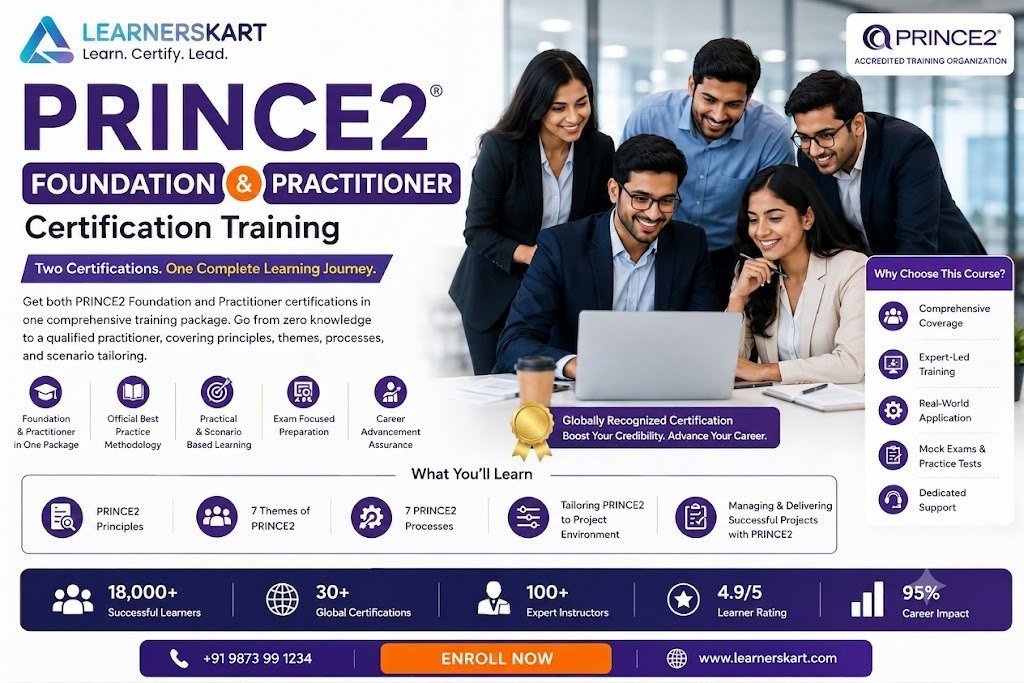 LEARNERSKART
Learn. Certify. Lead.
PRINCE2®
ACCREDITED TRAINING ORGANIZATION
PRINCE2®
FOUNDATION & PRACTITIONER
Certification Training
Two Certifications. One Complete Learning Journey.
Get both PRINCE2 Foundation and Practitioner certifications in
one comprehensive training package. Go from zero knowledge
to a qualified practitioner, covering principles, themes, processes,
and scenario tailoring.
Foundation
& Practitioner
in One Package
Official Best
Practice
Methodology
Practical
& Sconario
Based Learning
Exam Focused
Preparation
Career
Advancement
Assurance
Globally Recognized Certification
Boost Your Credibility. Advance Your Career.
Why Choose This Course?
Comprehensive
Coverage
Expert-Led
Training
Real-World
Application
Mock Exams &
Practice Tests
Dedicated
Support
What You'll Learn
PRINCE2
Principles
7 Themes of
PRINCE2
7 PRINCE2
Processes
Tailoring PRINCE2
to Project
Environment
Managing & Delivering
Successful Projects
with PRINCE2
18,000+
Successful Learners
30+
Global Certifications
100+
Expert Instructors
4.9/5
Learner Rating
95%
Career Impact
+91 9873 99 1234
ENROLL NOW
www.learnerskart.com